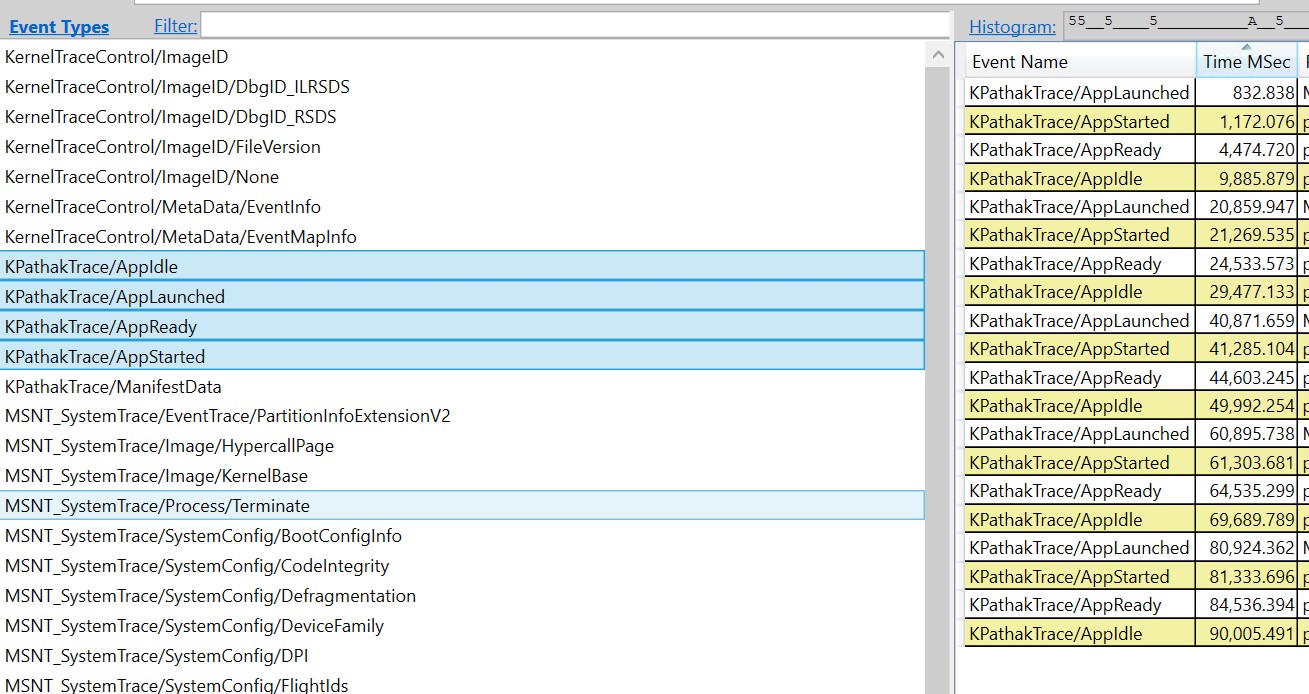 Event Types Filter:
KernelTraceControl/ImageID
KernelTraceControl/ImageID/DbgID_ILRSDS
KernelTraceControl/ImageID/DbgID_RSDS
KernelTraceControl/ImageID/FileVersion
KernelTraceControl/ImageID/None
KernelTraceControl/MetaData/EventInfo
KernelTraceControl/MetaData/EventMapInfo
KPathakTrace/AppIdle
KPathakTrace/AppLaunched
KPathakTrace/AppReady
KPathakTrace/AppStarted
KPathakTrace/ManifestData
MSNT_SystemTrace/EventTrace/PartitionInfoExtensionV2
MSNT_SystemTrace/Image/HypercallPage
MSNT_SystemTrace/Image/KernelBase
MSNT_SystemTrace/Process/Terminate
MSNT_SystemTrace/SystemConfig/BootConfigInfo
MSNT_SystemTrace/SystemConfig/CodeIntegrity
MSNT_SystemTrace/SystemConfig/Defragmentation
MSNT_SystemTrace/SystemConfig/DeviceFamily
MSNT_SystemTrace/SystemConfig/DPI
MSNT_SystemTrace/SystemConfig/FlightIds
Histogram: 55__5____5__________A__5____
Event Name Time MSec
KPathakTrace/AppLaunched 832.838
KPathakTrace/AppStarted 1,172.076
KPathakTrace/AppReady 4,474.720
KPathakTrace/AppIdle 9,885.879
KPathakTrace/AppLaunched 20,859.947
KPathakTrace/AppStarted 21,269.535
KPathakTrace/AppReady 24,533.573
KPathakTrace/AppIdle 29,477.133
KPathakTrace/AppLaunched 40,871.659
KPathakTrace/AppStarted 41,285.104
KPathakTrace/AppReady 44,603.245
KPathakTrace/AppIdle 49,992.254
KPathakTrace/AppLaunched 60,895.738
KPathakTrace/AppStarted 61,303.681
KPathakTrace/AppReady 64,535.299
KPathakTrace/AppIdle 69,689.789
KPathakTrace/AppLaunched 80,924.362
KPathakTrace/AppStarted 81,333.696
KPathakTrace/AppReady 84,536.394
KPathakTrace/AppIdle 90,005.491